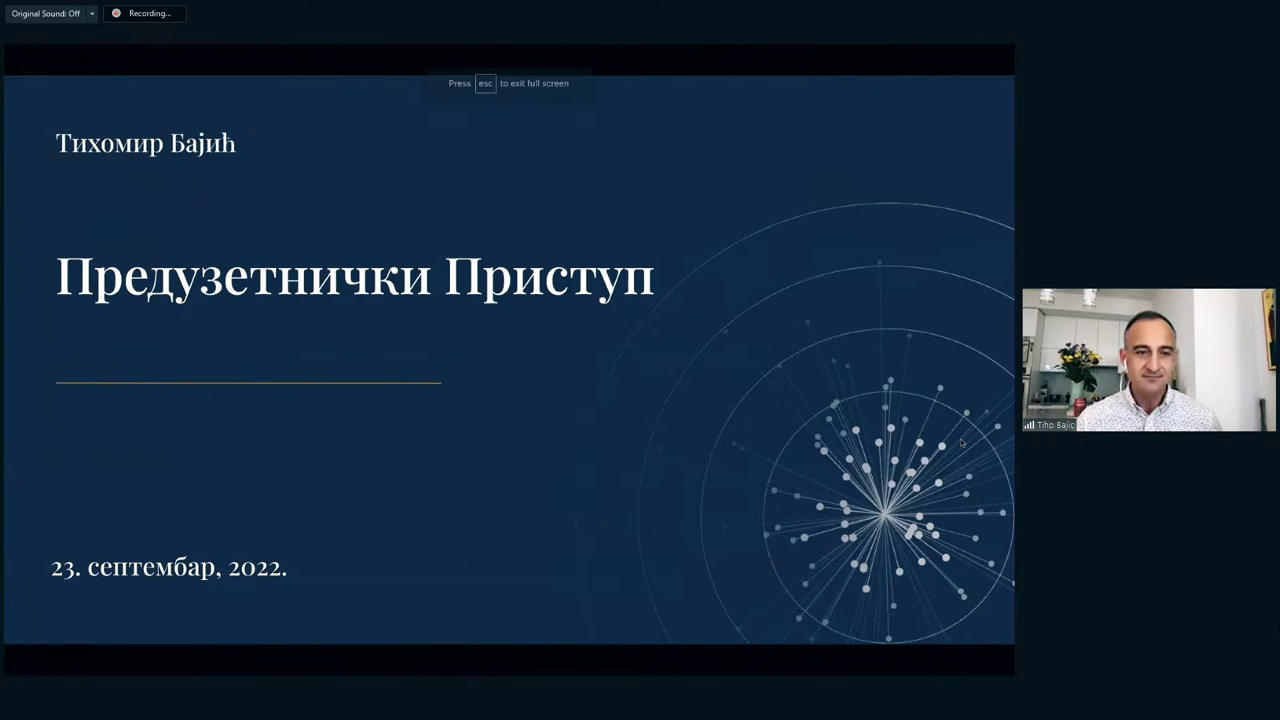 Original Sound: Off
Recording...
Press esc to exit full screen
Тихомир Бајић
Предузетнички Приступ
23. септембар, 2022.
Tiho Bajic